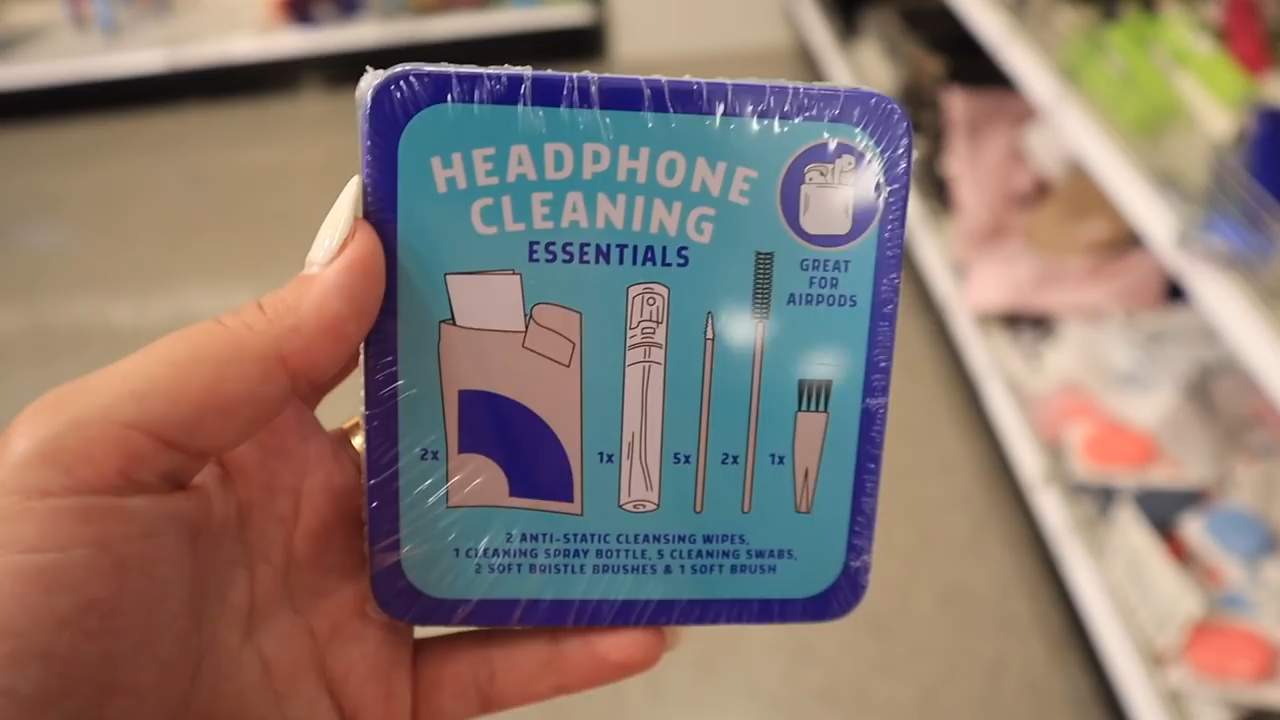 HEADPHONE
CLEANING
ESSENTIALS
GREAT
FOR
AIRPODS
2x
1x
5x
2x
1x
2 ANTI-STATIC CLEANSING WIPES,
1 CLEANING SPRAY BOTTLE, 5 CLEANING SWABS,
2 SOFT BRISTLE BRUSHES & 1 SOFT BRUSH